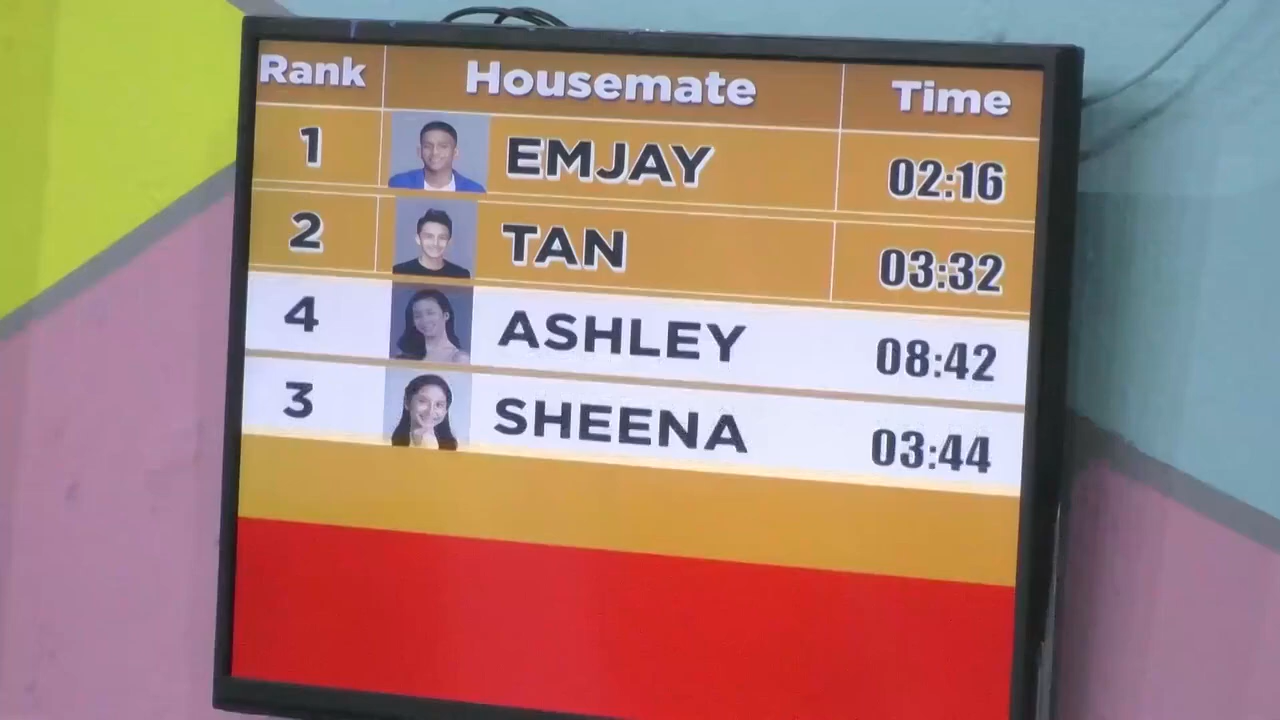 Rank Housemate Time
1 EMJAY 02:16
2 TAN 03:32
4 ASHLEY 08:42
3 SHEENA 03:44